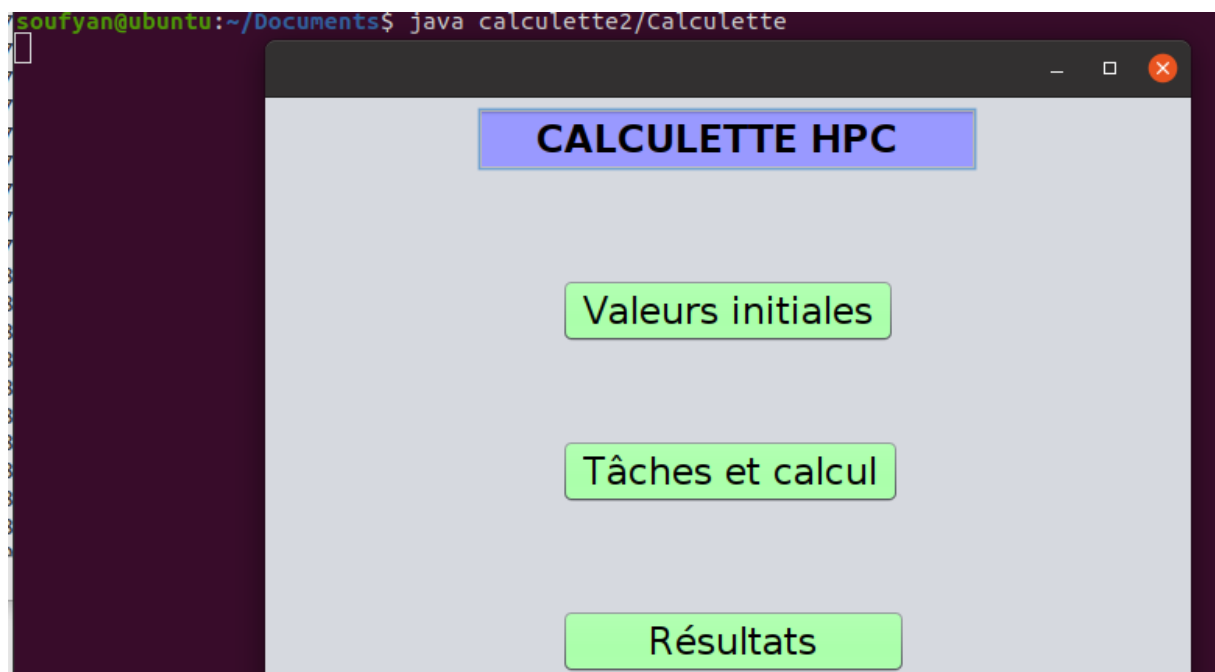 soufyan@ubuntu:~/Documents$ java calculette2/Calculette
CALCULETTE HPC
Valeurs initiales
Tâches et calcul
Résultats